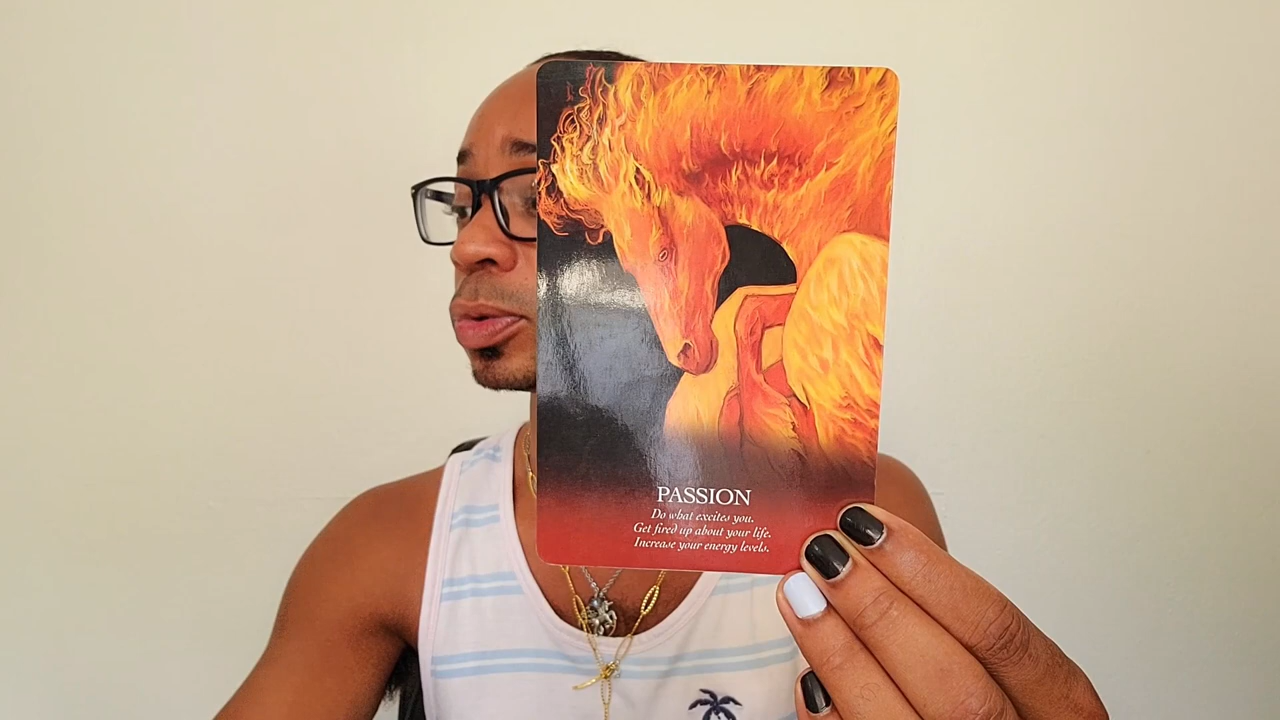 PASSION
Do what excites you.
Get fired up about your life.
Increase your energy levels.